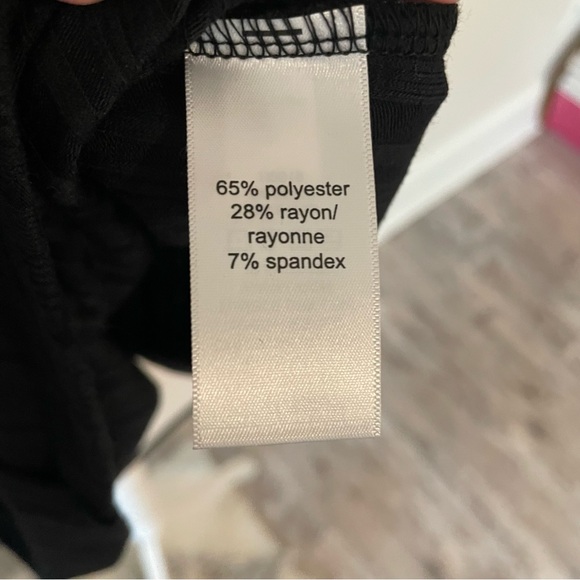 65% polyester
28% rayon/
rayonne
7% spandex